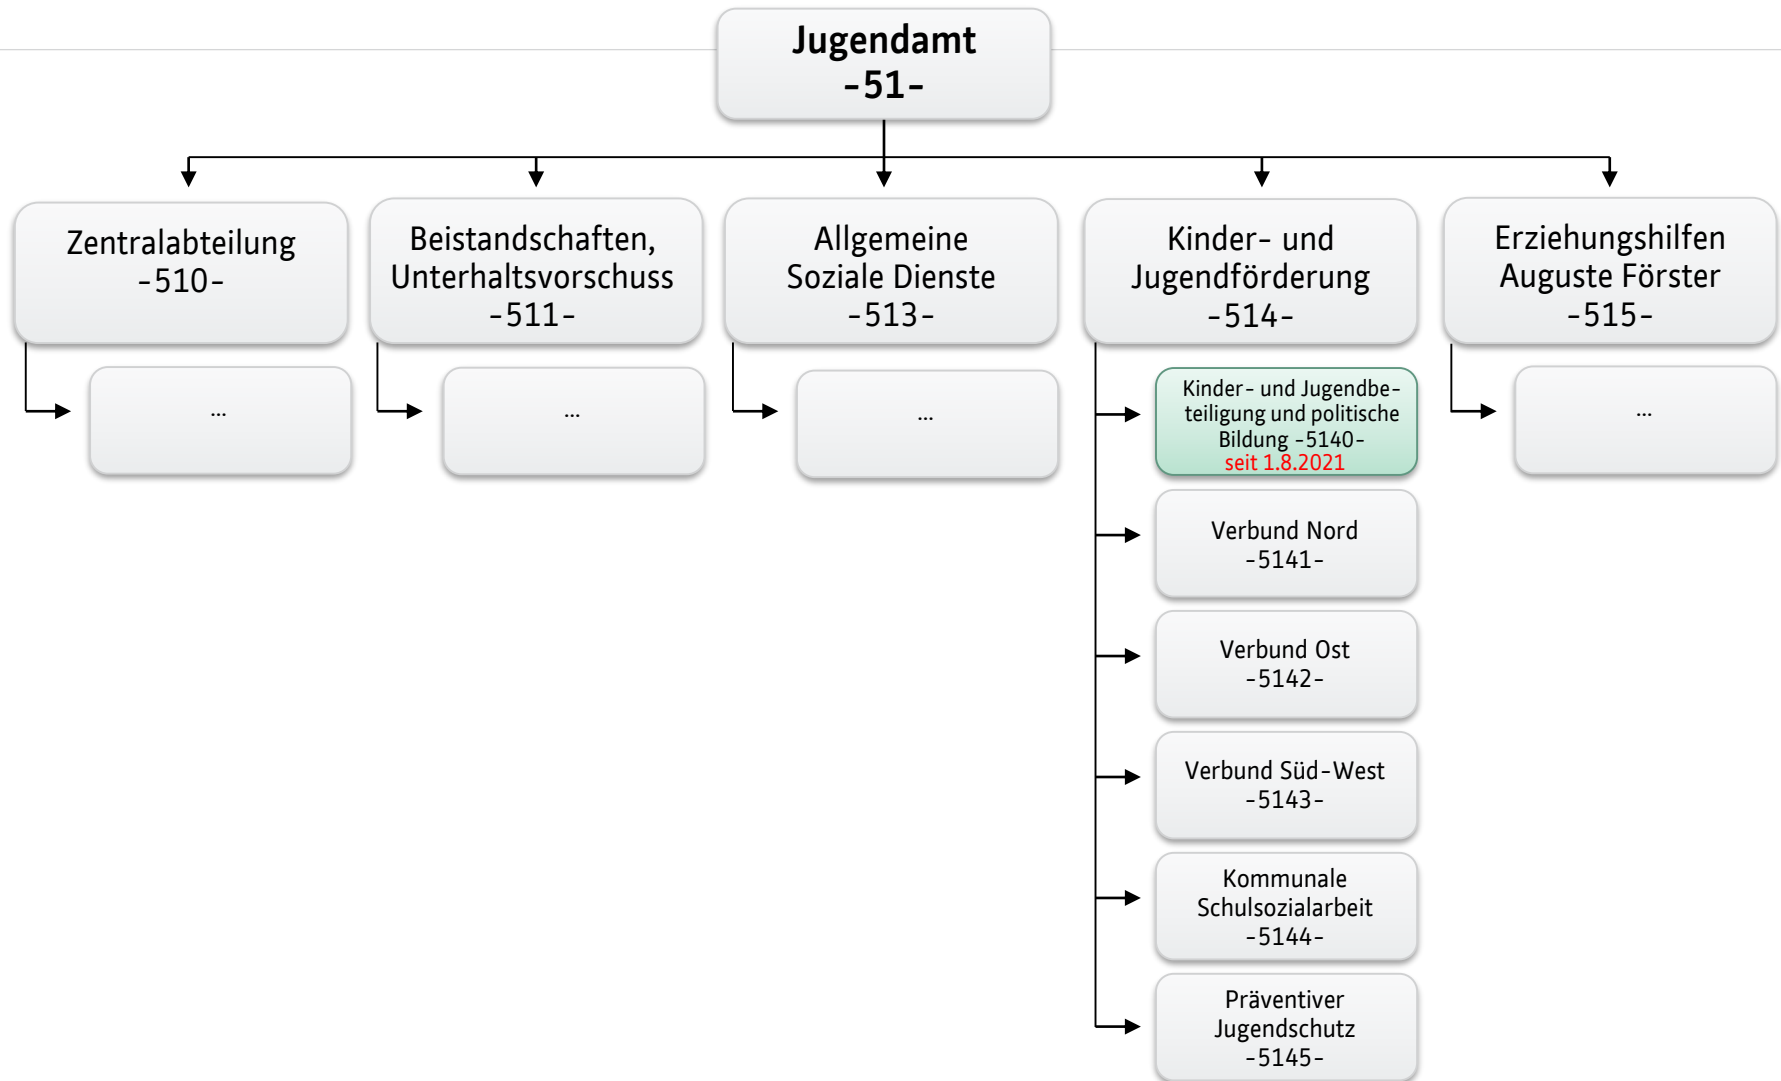 Jugendamt
-51-
Zentralabteilung
-510-
...
Beistandschaften,
Unterhaltsvorschuss
-511-
...
Allgemeine
Soziale Dienste
-513-
...
Kinder- und
Jugendförderung
-514-
Kinder- und Jugendbe-
teiligung und politische
Bildung -5140-
seit 1.8.2021
Verbund Nord
-5141-
Verbund Ost
-5142-
Verbund Süd-West
-5143-
Kommunale
Schulsozialarbeit
-5144-
Präventiver
Jugendschutz
-5145-
Erziehungshilfen
Auguste Förster
-515-
...